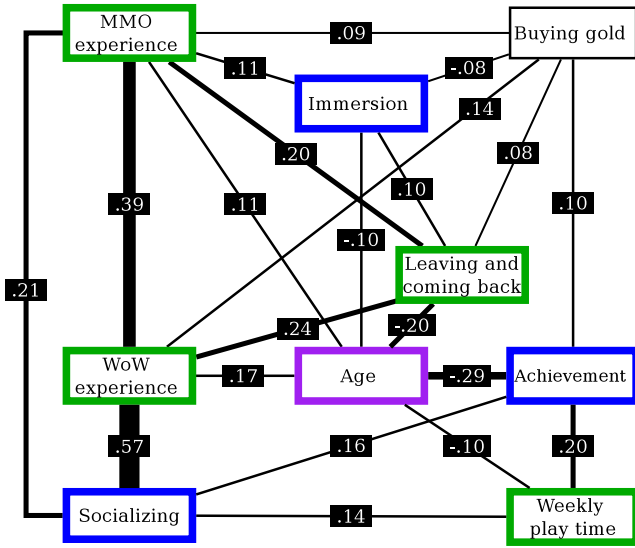 MMO
experience
.09
Buying gold
.11
-.08
Immersion
.14
.20
.08
.10
.39
.11
.10
-.10
Leaving and
coming back
.21
.24
-.20
WoW
experience
.17
Age
-.29
Achievement
.57
.16
-.10
.20
Socializing
.14
Weekly
play time